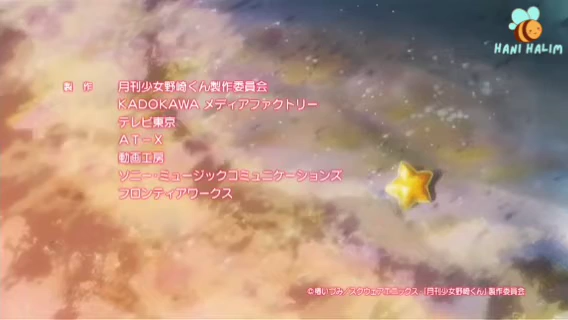 HANI HALIM
製 作 月刊少女野崎くん製作委員会
KADOKAWA メディアファクトリー
テレビ東京
AT-X
動画工房
ソニー・ミュージックコミュニケーションズ
フロンティアワークス
©椿いづみ/スクウェアエニックス・「月刊少女野崎くん」製作委員会